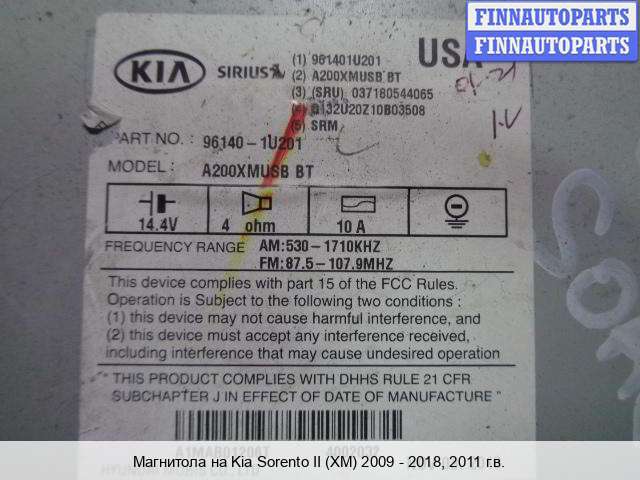 FINNAUTOPARTS
FINNAUTOPARTS
FINNAUTOPARTS
USA
KIA SIRIUS
(1) 961401U201
(2) A200XMUSB BT
(3) (SRU) 037180544065
(5) SRM
PART NO. : 96140-1U201
MODEL : A200XMUSB BT
14.4V 4 ohm 10 A
FREQUENCY RANGE AM:530-1710KHZ
FM:87.5-107.9MHZ
This device complies with part 15 of the FCC Rules.
Operation is Subject to the following two conditions :
(1) this device may not cause harmful interference, and
(2) this device must accept any interference received,
including interference that may cause undesired operation
"THIS PRODUCT COMPLIES WITH DHHS RULE 21 CFR
SUBCHAPTER J IN EFFECT OF DATE OF MANUFACTURE"
Магнитола на Kia Sorento II (XM) 2009 - 2018, 2011 г.в.